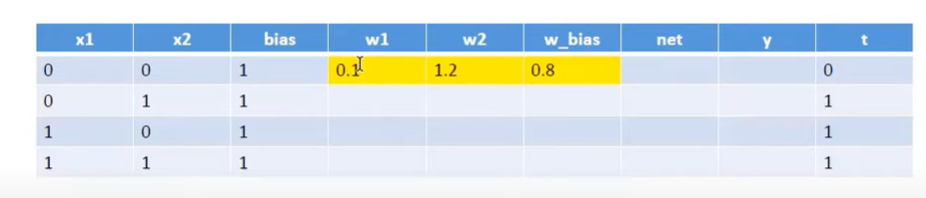 x1 x2 bias w1 w2 w_bias net y t
0 0 1 0.1 1.2 0.8 0
0 1 1 1
1 0 1 1
1 1 1 1